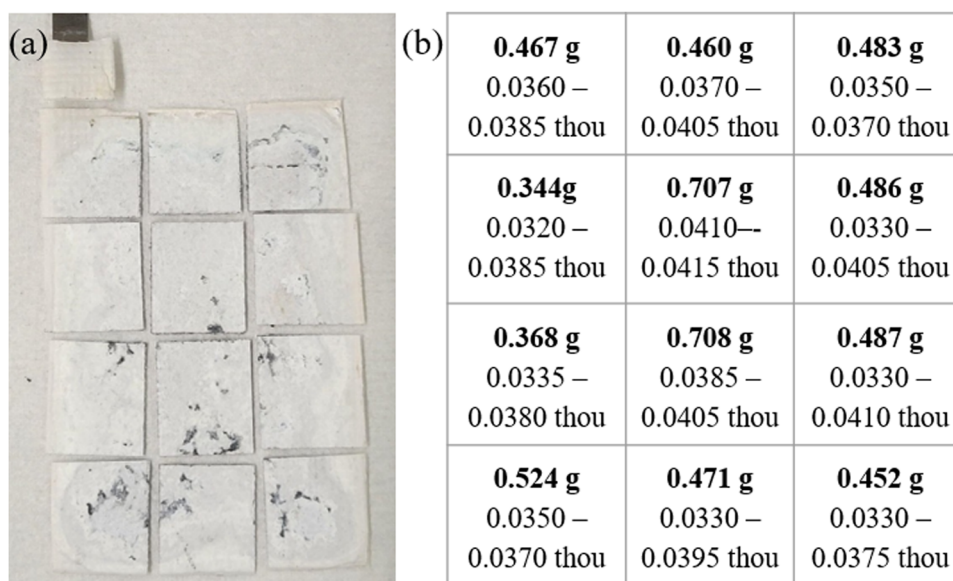 (a)
(b)
0.467 g
0.0360 –
0.0385 thou
0.460 g
0.0370 –
0.0405 thou
0.483 g
0.0350 –
0.0370 thou
0.344g
0.0320 –
0.0385 thou
0.707 g
0.0410–-
0.0415 thou
0.486 g
0.0330 –
0.0405 thou
0.368 g
0.0335 –
0.0380 thou
0.708 g
0.0385 –
0.0405 thou
0.487 g
0.0330 –
0.0410 thou
0.524 g
0.0350 –
0.0370 thou
0.471 g
0.0330 –
0.0395 thou
0.452 g
0.0330 –
0.0375 thou